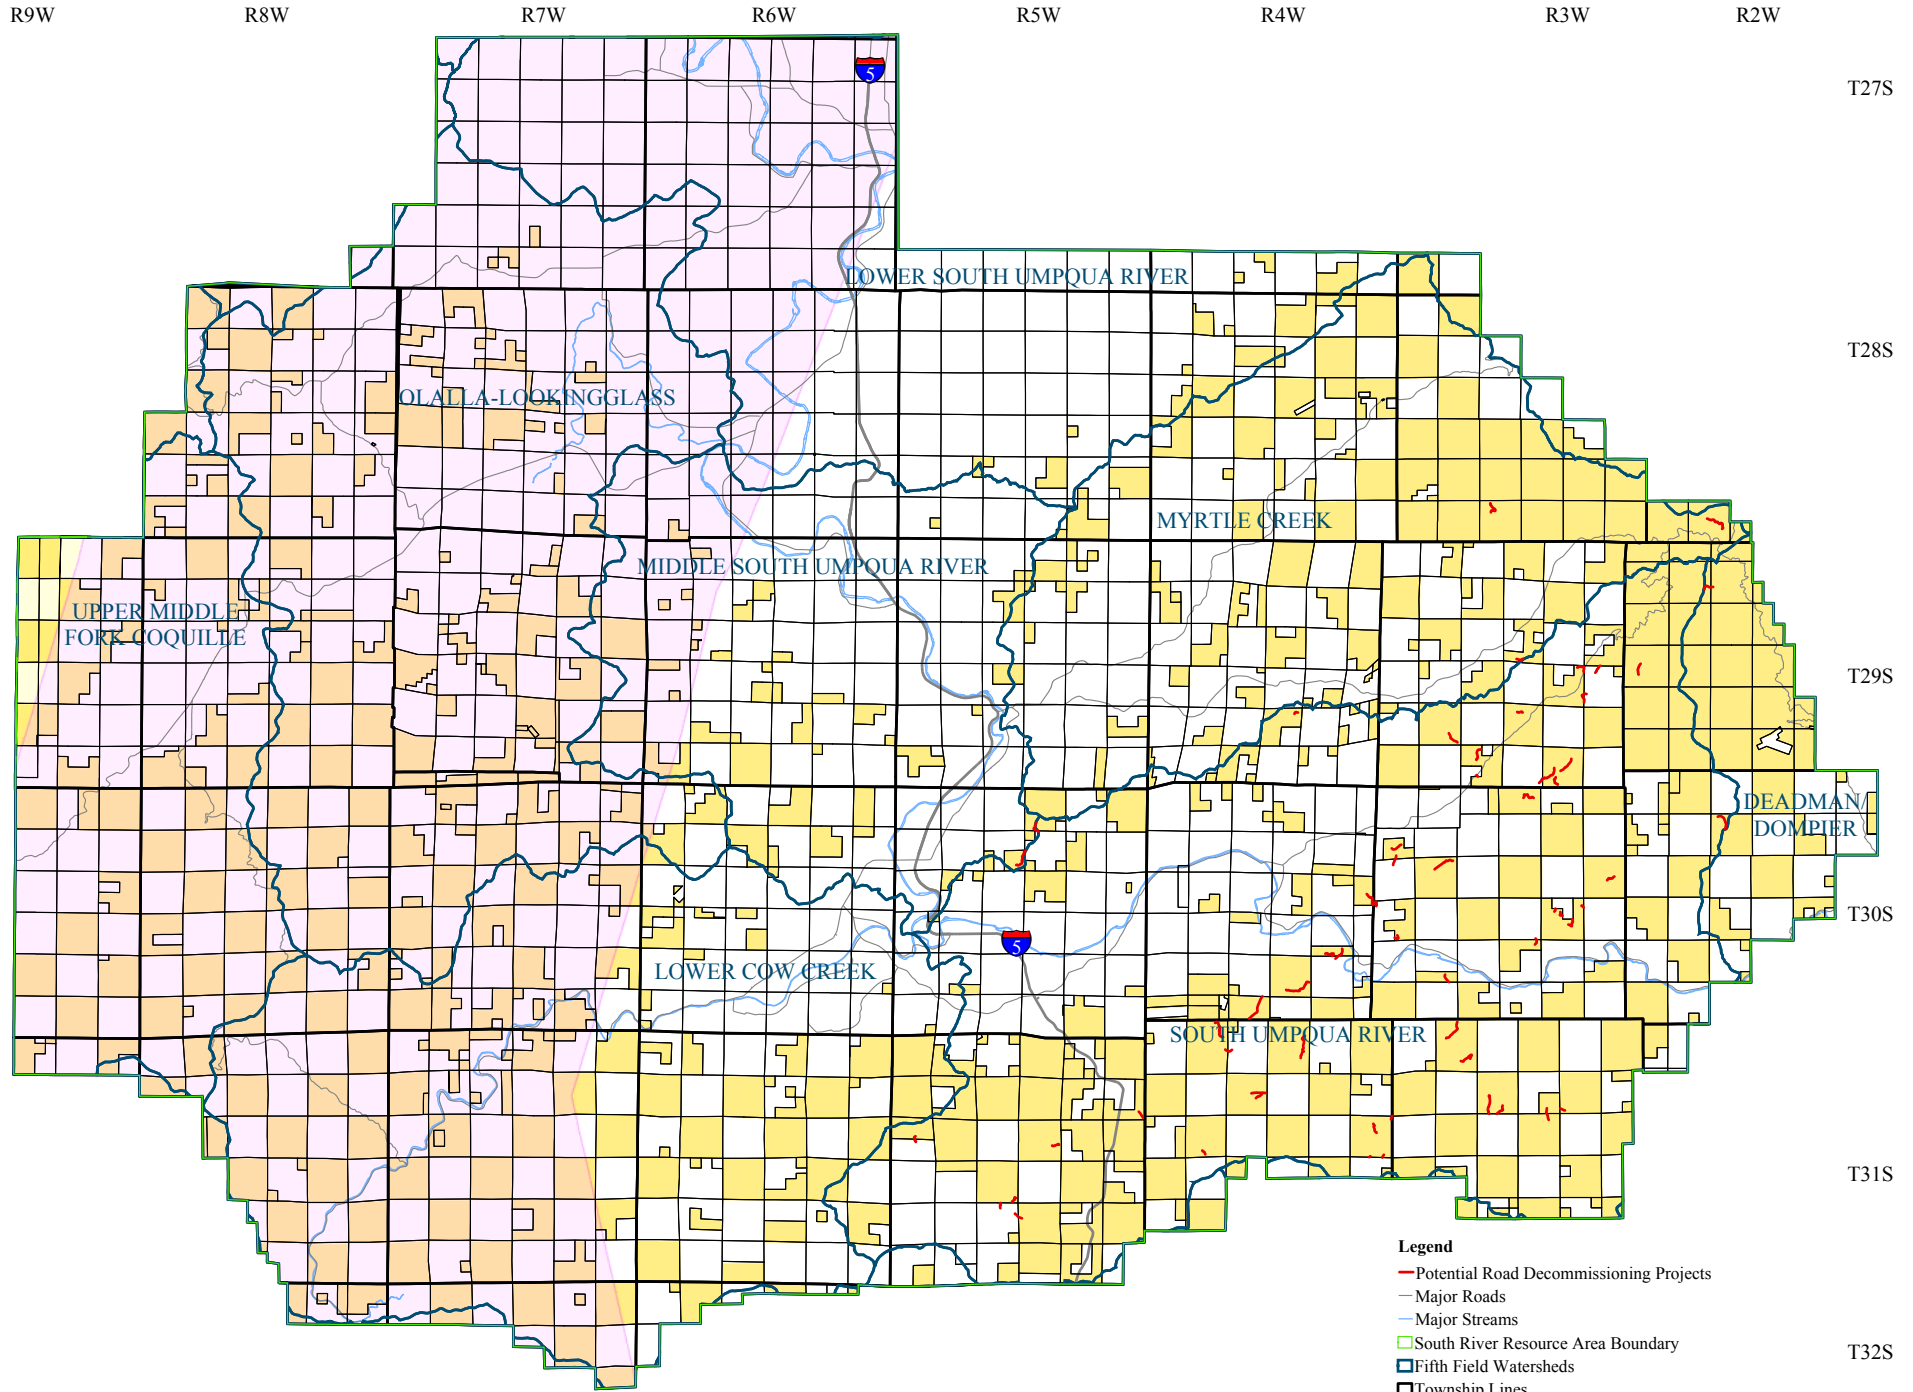 R9W R8W R7W R6W R5W R4W R3W R2W
5
T27S
LOWER SOUTH UMPQUA RIVER
T28S
OLALLA-LOOKINGGLASS
MYRTLE CREEK
MIDDLE SOUTH UMPQUA RIVER
UPPER MIDDLE
FORK COQUILLE
T29S
DEADMAN/
DOMPIER
T30S
5
LOWER COW CREEK
SOUTH UMPQUA RIVER
T31S
Legend
Potential Road Decommissioning Projects
Major Roads
Major Streams
South River Resource Area Boundary
T32S
Fifth Field Watersheds
Township Lines